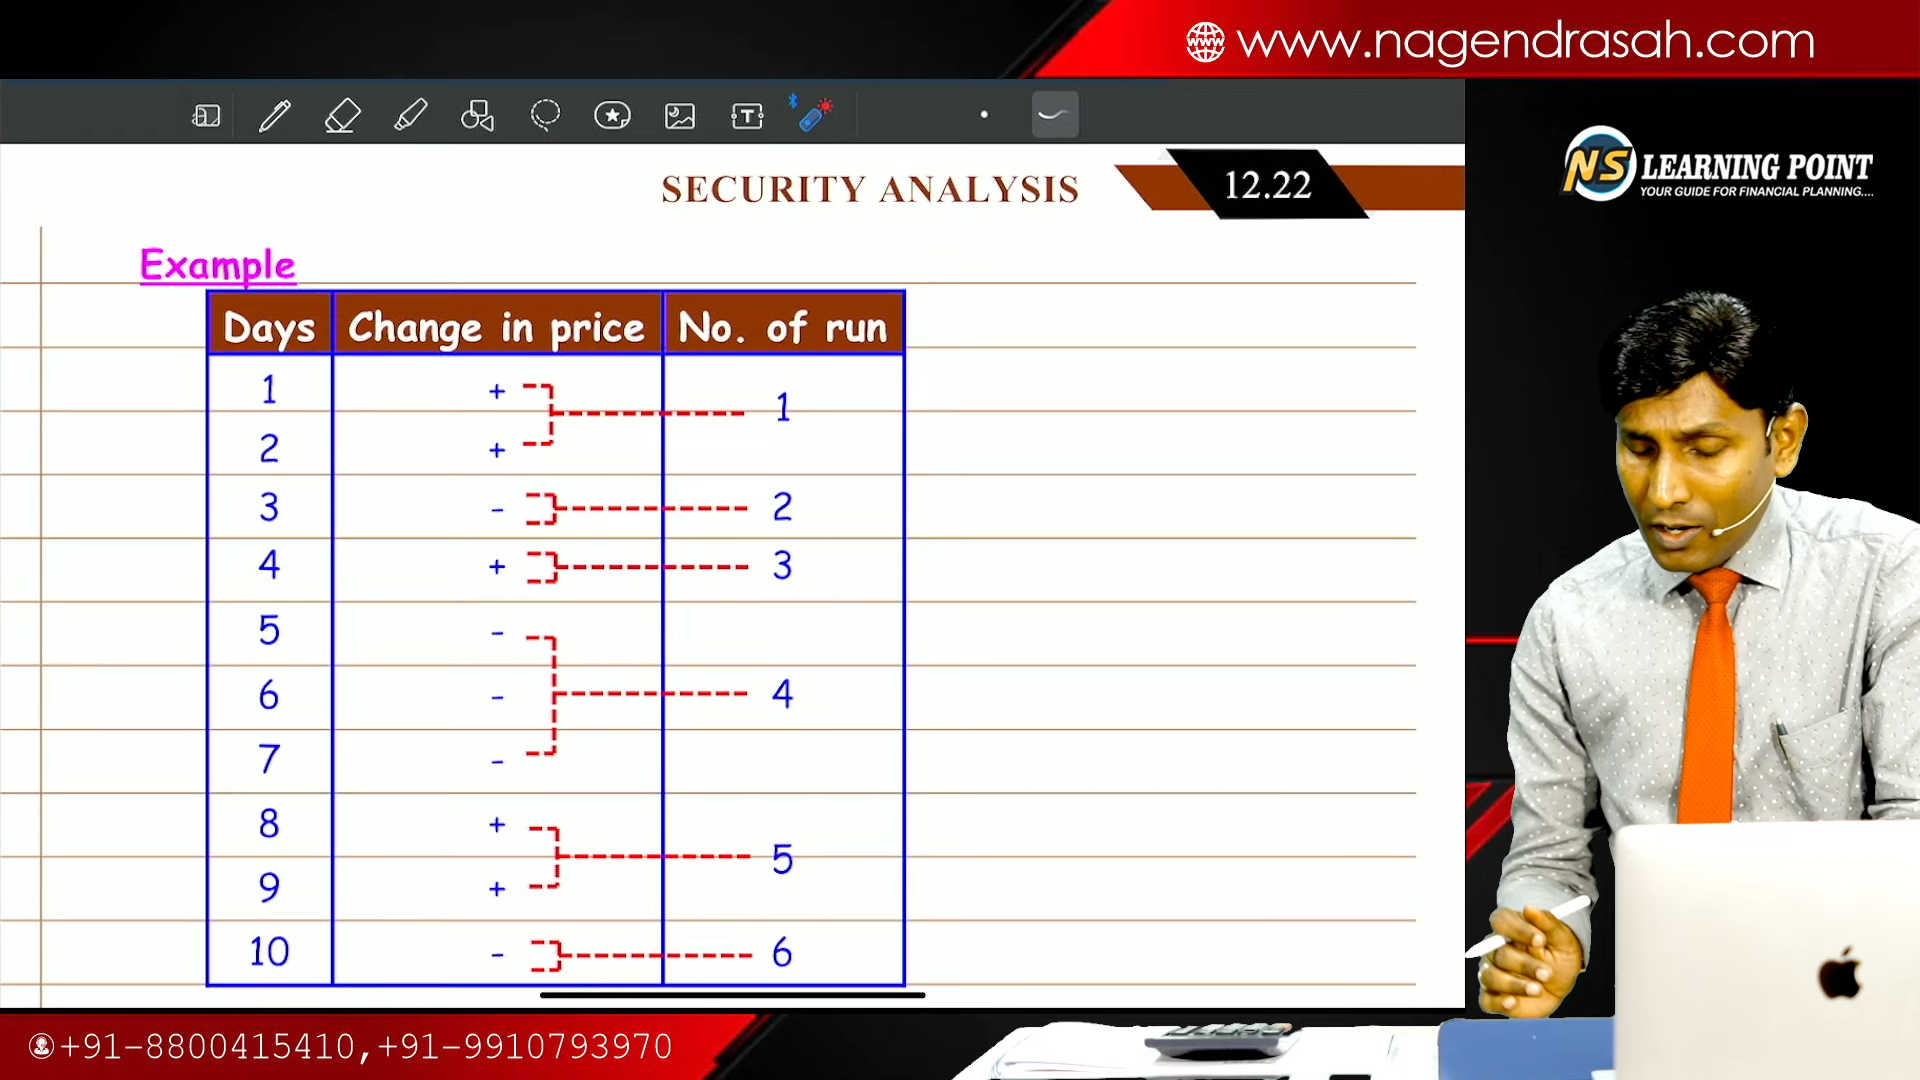 www.nagendrasah.com
NS LEARNING POINT
YOUR GUIDE FOR FINANCIAL PLANNING....
SECURITY ANALYSIS 12.22
Example
Days Change in price No. of run
1 + 1
2 +
3 - 2
4 + 3
5 -
6 - 4
7 -
8 + 5
9 +
10 - 6
+91-8800415410,+91-9910793970